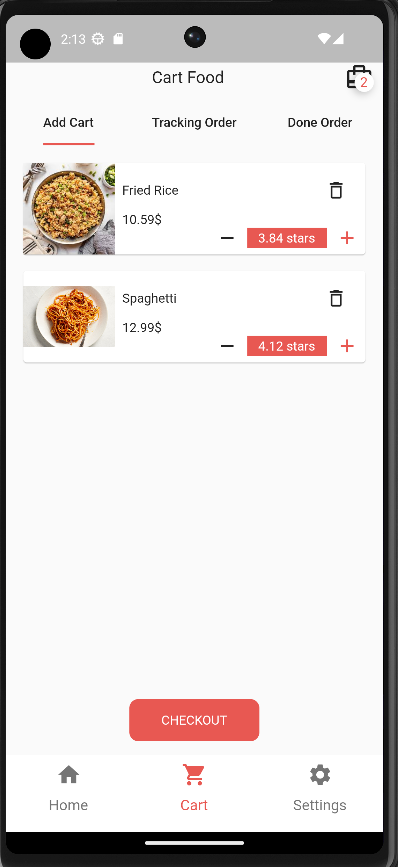 2:13
Cart Food
2
Add Cart Tracking Order Done Order
Fried Rice
10.59$
3.84 stars
Spaghetti
12.99$
4.12 stars
CHECKOUT
Home Cart Settings